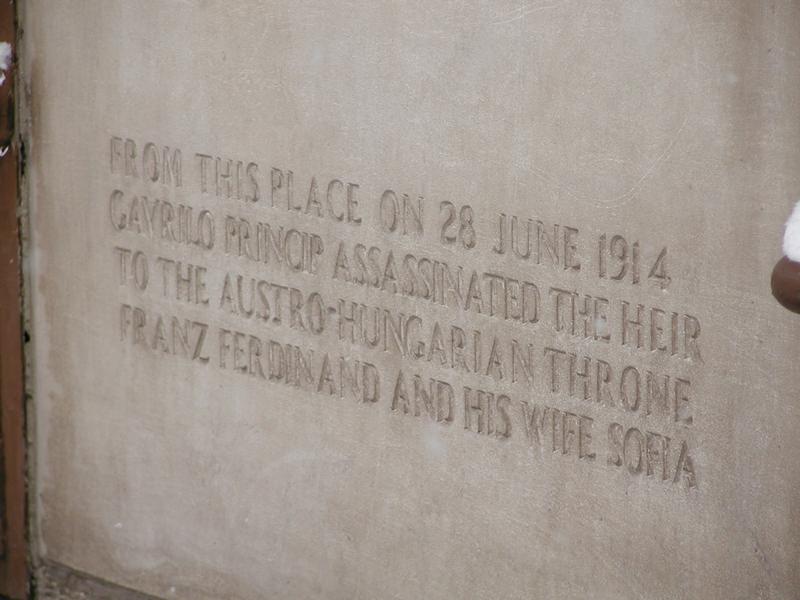 FROM THIS PLACE ON 28 JUNE 1914
GAVRILO PRINCIP ASSASSINATED THE HEIR
TO THE AUSTRO-HUNGARIAN THRONE
FRANZ FERDINAND AND HIS WIFE SOFIA